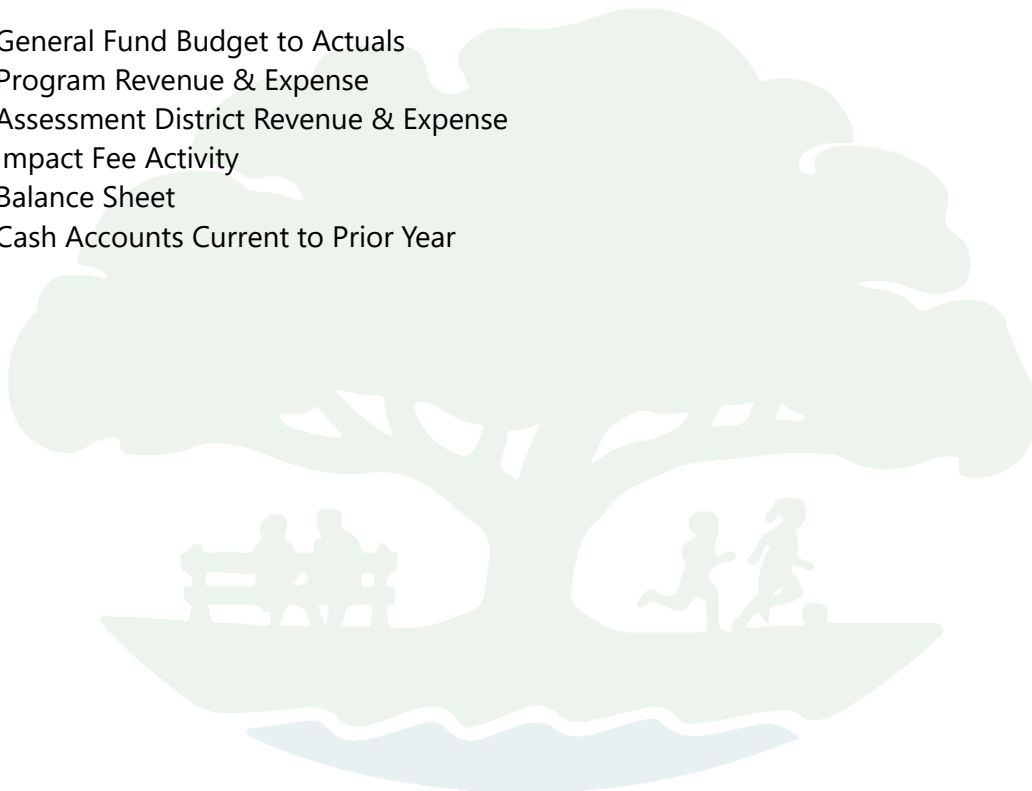 General Fund Budget to Actuals
Program Revenue & Expense
Assessment District Revenue & Expense
Impact Fee Activity
Balance Sheet
Cash Accounts Current to Prior Year